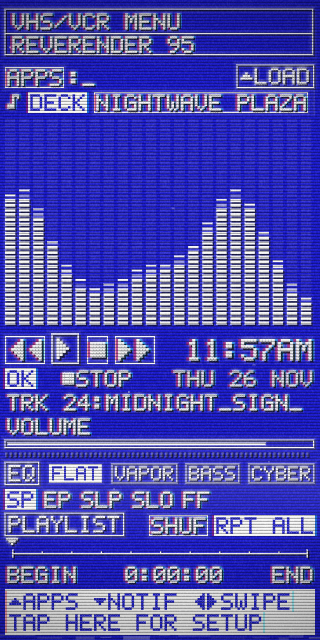 VHS/VCR MENU
REVERENDER 95
APPS:_ LOAD
DECK NIGHTWAVE PLAZA
11:57AM
OK STOP THU 26 NOV
TRK 24:MIDNIGHT_SIGN_
VOLUME
EQ FLAT VAPOR BASS CYBER
SP EP SLP SLO FF
PLAYLIST SHUF RPT ALL
BEGIN 0:00:00 END
APPS NOTIF SWIPE
TAP HERE FOR SETUP